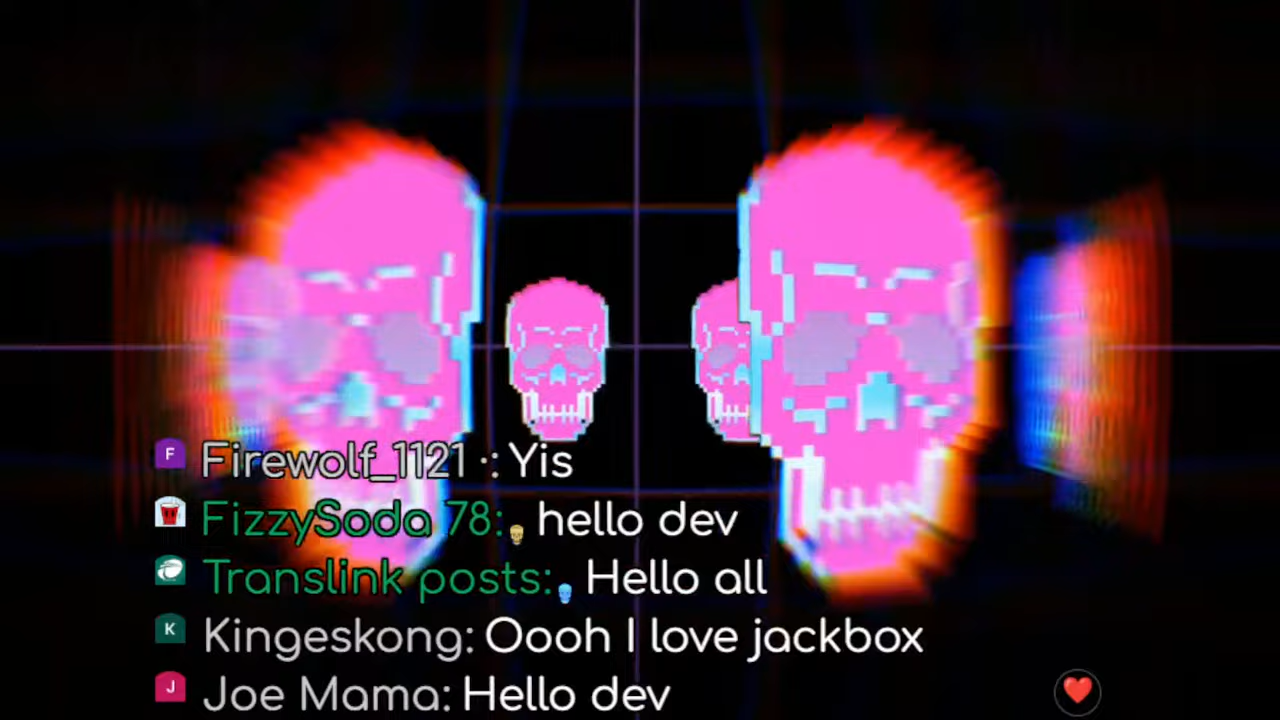 F Firewolf_1121 ·: Yis
FizzySoda 78: hello dev
Translink posts: Hello all
K Kingeskong: Oooh I love jackbox
J Joe Mama: Hello dev